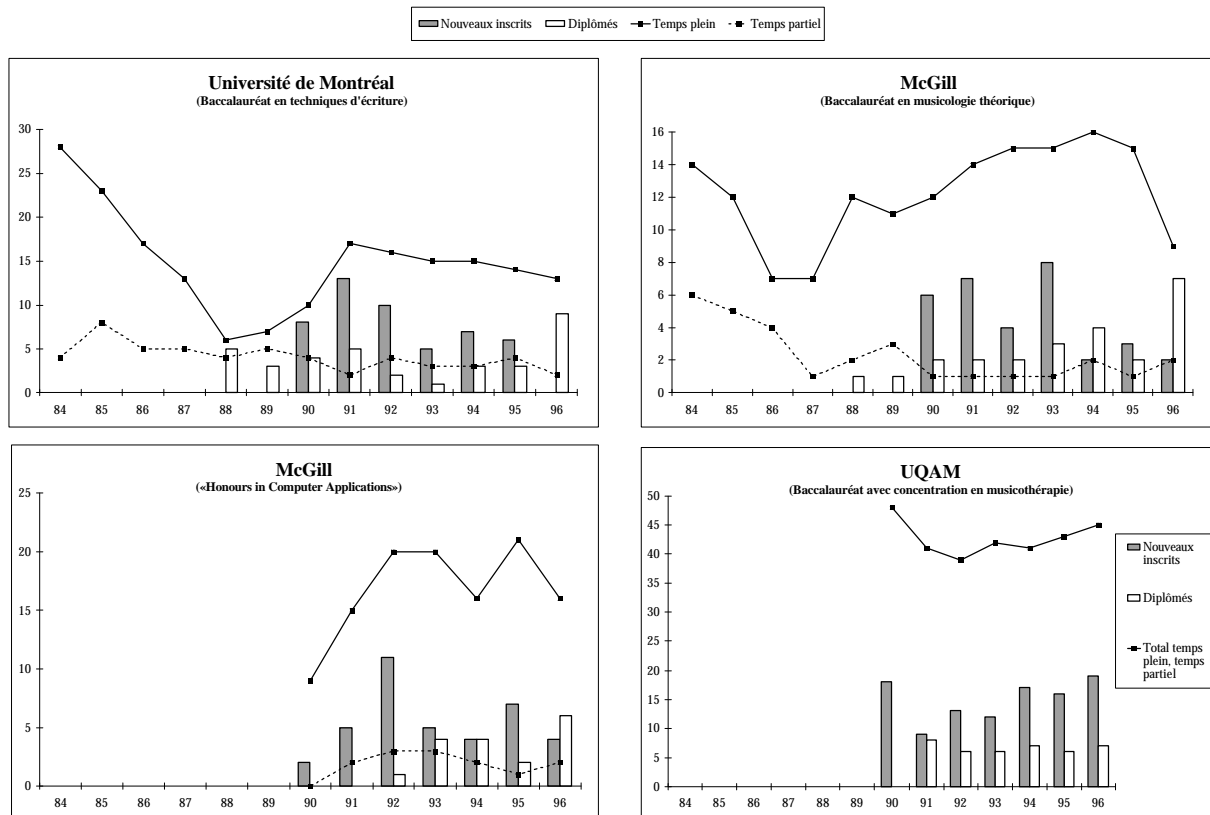 Nouveaux inscrits Diplômés Temps plein Temps partiel
Université de Montréal
(Baccalauréat en techniques d'écriture)
30
25
20
15
10
5
0
84 85 86 87 88 89 90 91 92 93 94 95 96
McGill
(Baccalauréat en musicologie théorique)
16
14
12
10
8
6
4
2
0
84 85 86 87 88 89 90 91 92 93 94 95 96
McGill
(«Honours in Computer Applications»)
25
20
15
10
5
0
84 85 86 87 88 89 90 91 92 93 94 95 96
UQAM
(Baccalauréat avec concentration en musicothérapie)
50
45
40
35
30
25
20
15
10
5
0
84 85 86 87 88 89 90 91 92 93 94 95 96
Nouveaux
inscrits
Diplômés
Total temps
plein, temps
partiel